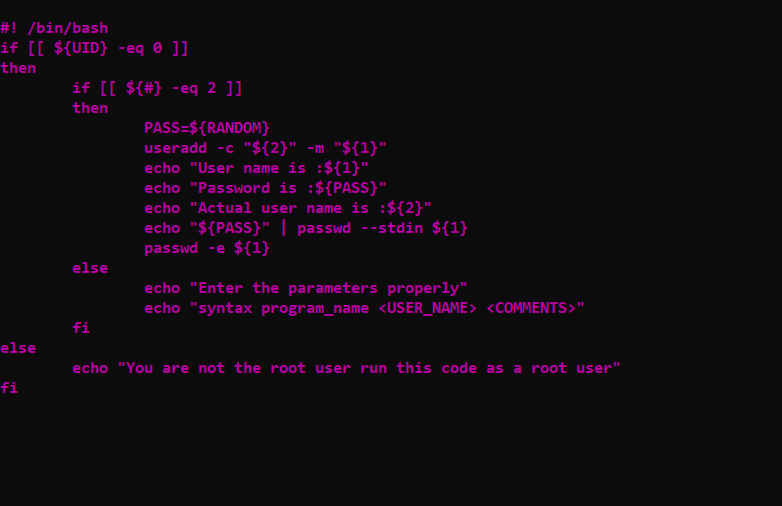 #! /bin/bash
if [[ ${UID} -eq 0 ]]
then
        if [[ ${#} -eq 2 ]]
        then
                PASS=${RANDOM}
                useradd -c "${2}" -m "${1}"
                echo "User name is :${1}"
                echo "Password is :${PASS}"
                echo "Actual user name is :${2}"
                echo "${PASS}" | passwd --stdin ${1}
                passwd -e ${1}
        else
                echo "Enter the parameters properly"
                echo "syntax program_name <USER_NAME> <COMMENTS>"
        fi
else
        echo "You are not the root user run this code as a root user"
fi